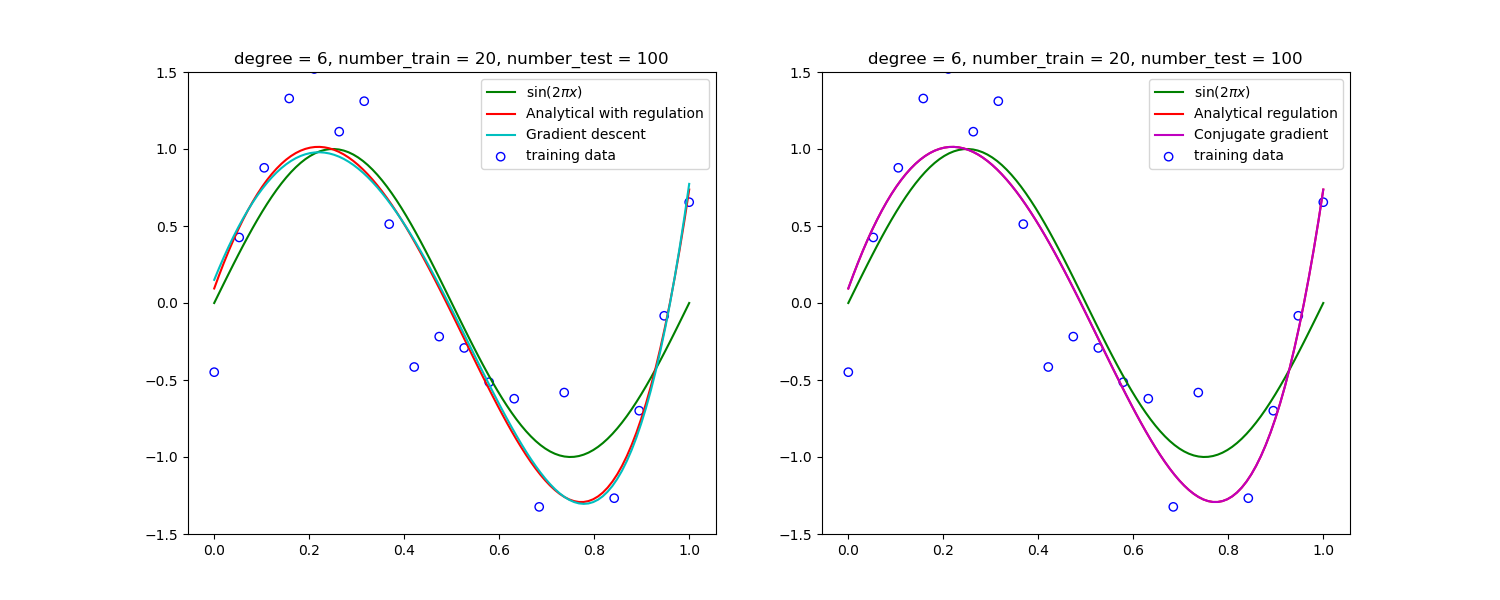 degree = 6, number_train = 20, number_test = 100
sin(2πx)
Analytical with regulation
Gradient descent
training data
1.5
1.0
0.5
0.0
−0.5
−1.0
−1.5
0.0 0.2 0.4 0.6 0.8 1.0
degree = 6, number_train = 20, number_test = 100
sin(2πx)
Analytical regulation
Conjugate gradient
training data
1.5
1.0
0.5
0.0
−0.5
−1.0
−1.5
0.0 0.2 0.4 0.6 0.8 1.0